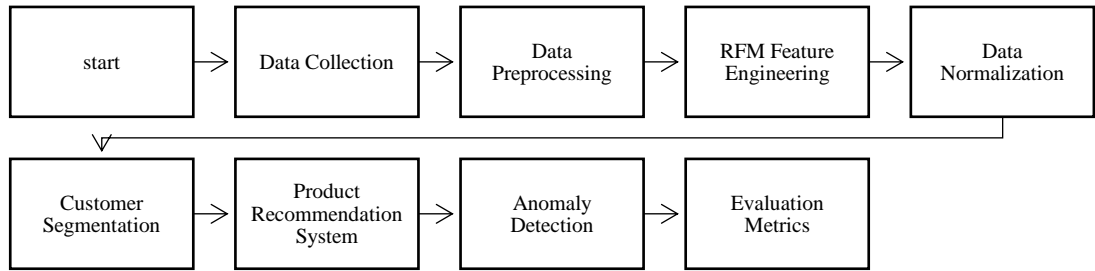 start
Data Collection
Data
Preprocessing
RFM Feature
Engineering
Data
Normalization
Customer
Segmentation
Product
Recommendation
System
Anomaly
Detection
Evaluation
Metrics